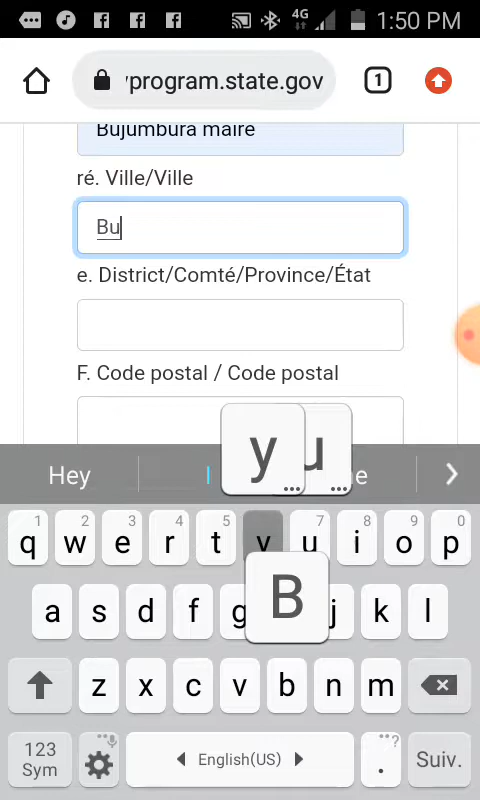 4G 1:50 PM
program.state.gov 1
Bujumbura maire
ré. Ville/Ville
Bu
e. District/Comté/Province/État
F. Code postal / Code postal
Hey I e
y u
1 2 3 4 5 7 8 9 0
q w e r t y u i o p
B
a s d f g j k l
z x c v b n m
123
Sym English(US) . ? Suiv.